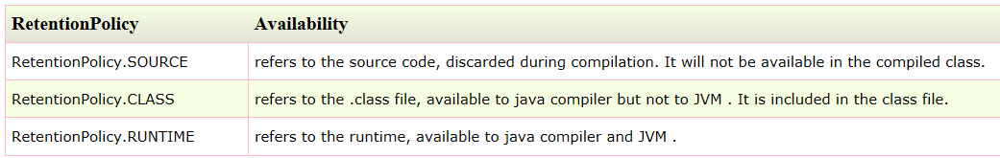 RetentionPolicy Availability
RetentionPolicy.SOURCE refers to the source code, discarded during compilation. It will not be available in the compiled class.
RetentionPolicy.CLASS refers to the .class file, available to java compiler but not to JVM . It is included in the class file.
RetentionPolicy.RUNTIME refers to the runtime, available to java compiler and JVM .